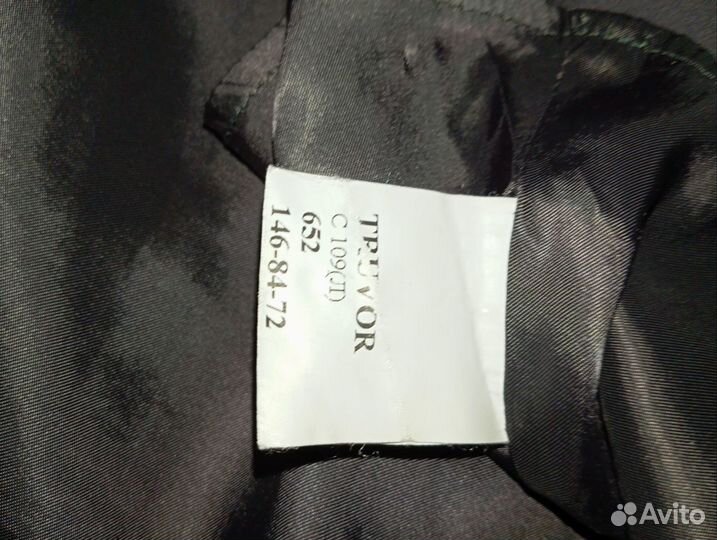 TRUVOR
С 109(Л)
652
146-84-72
Avito